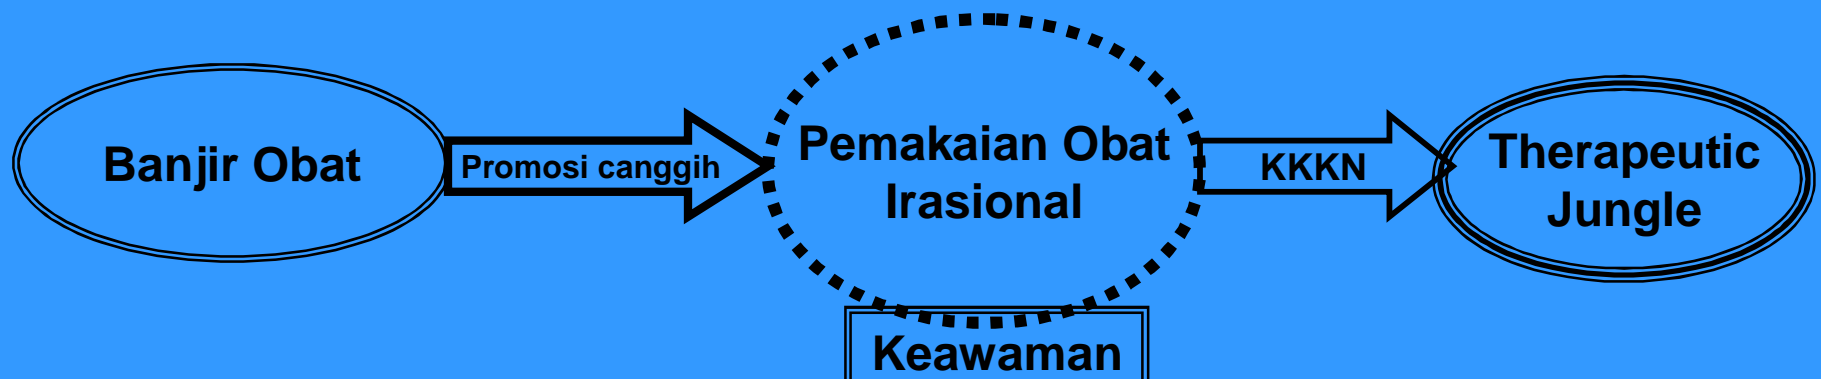 Banjir Obat
Promosi canggih
Pemakaian Obat
Irasional
KKKN
Therapeutic
Jungle
Keawaman